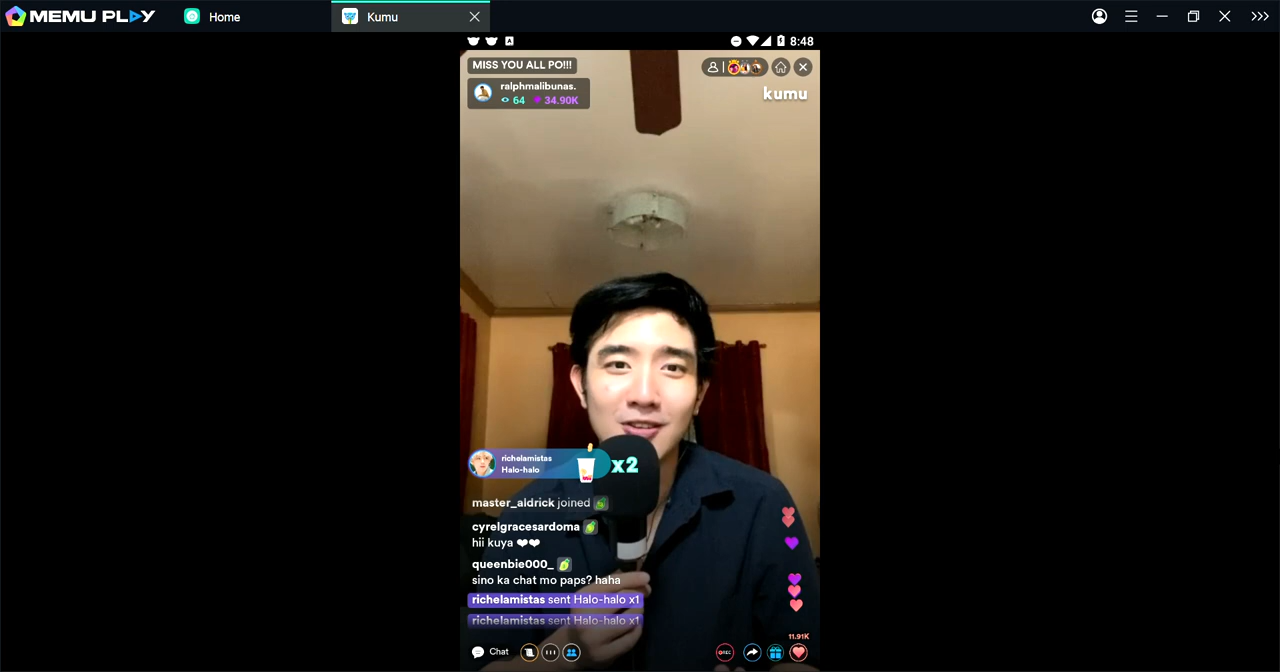 MEMU PLAY
Home
Kumu
A
8:48
MISS YOU ALL PO!!!
ralphmalibunas.
64 34.90K
kumu
richelamistas
Halo-halo
x2
master_aldrick joined
cyrelgracesardoma
hii kuya ❤❤
queenbie000_
sino ka chat mo paps? haha
richelamistas sent Halo-halo x1
richelamistas sent Halo-halo x1
11.91K
Chat
REC